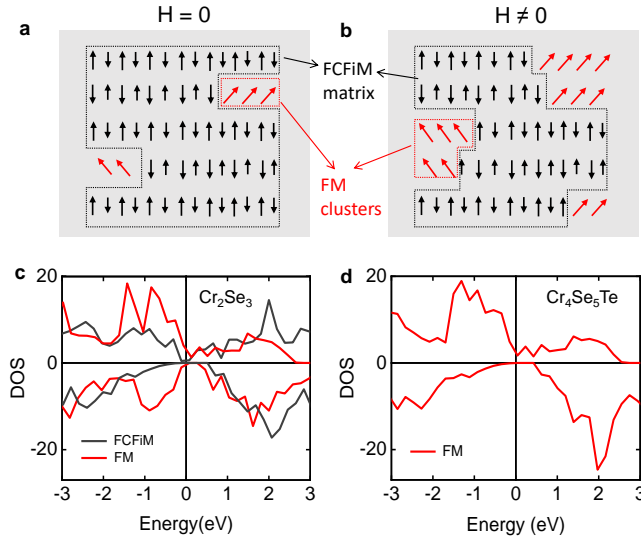 H = 0
H ≠ 0
a
b
FCFiM
matrix
FM
clusters
c
d
20
Cr2Se3
0
DOS
-20
FCFiM
FM
-3 -2 -1 0 1 2 3
Energy(eV)
20
Cr4Se5Te
0
DOS
-20
FM
-3 -2 -1 0 1 2 3
Energy (eV)